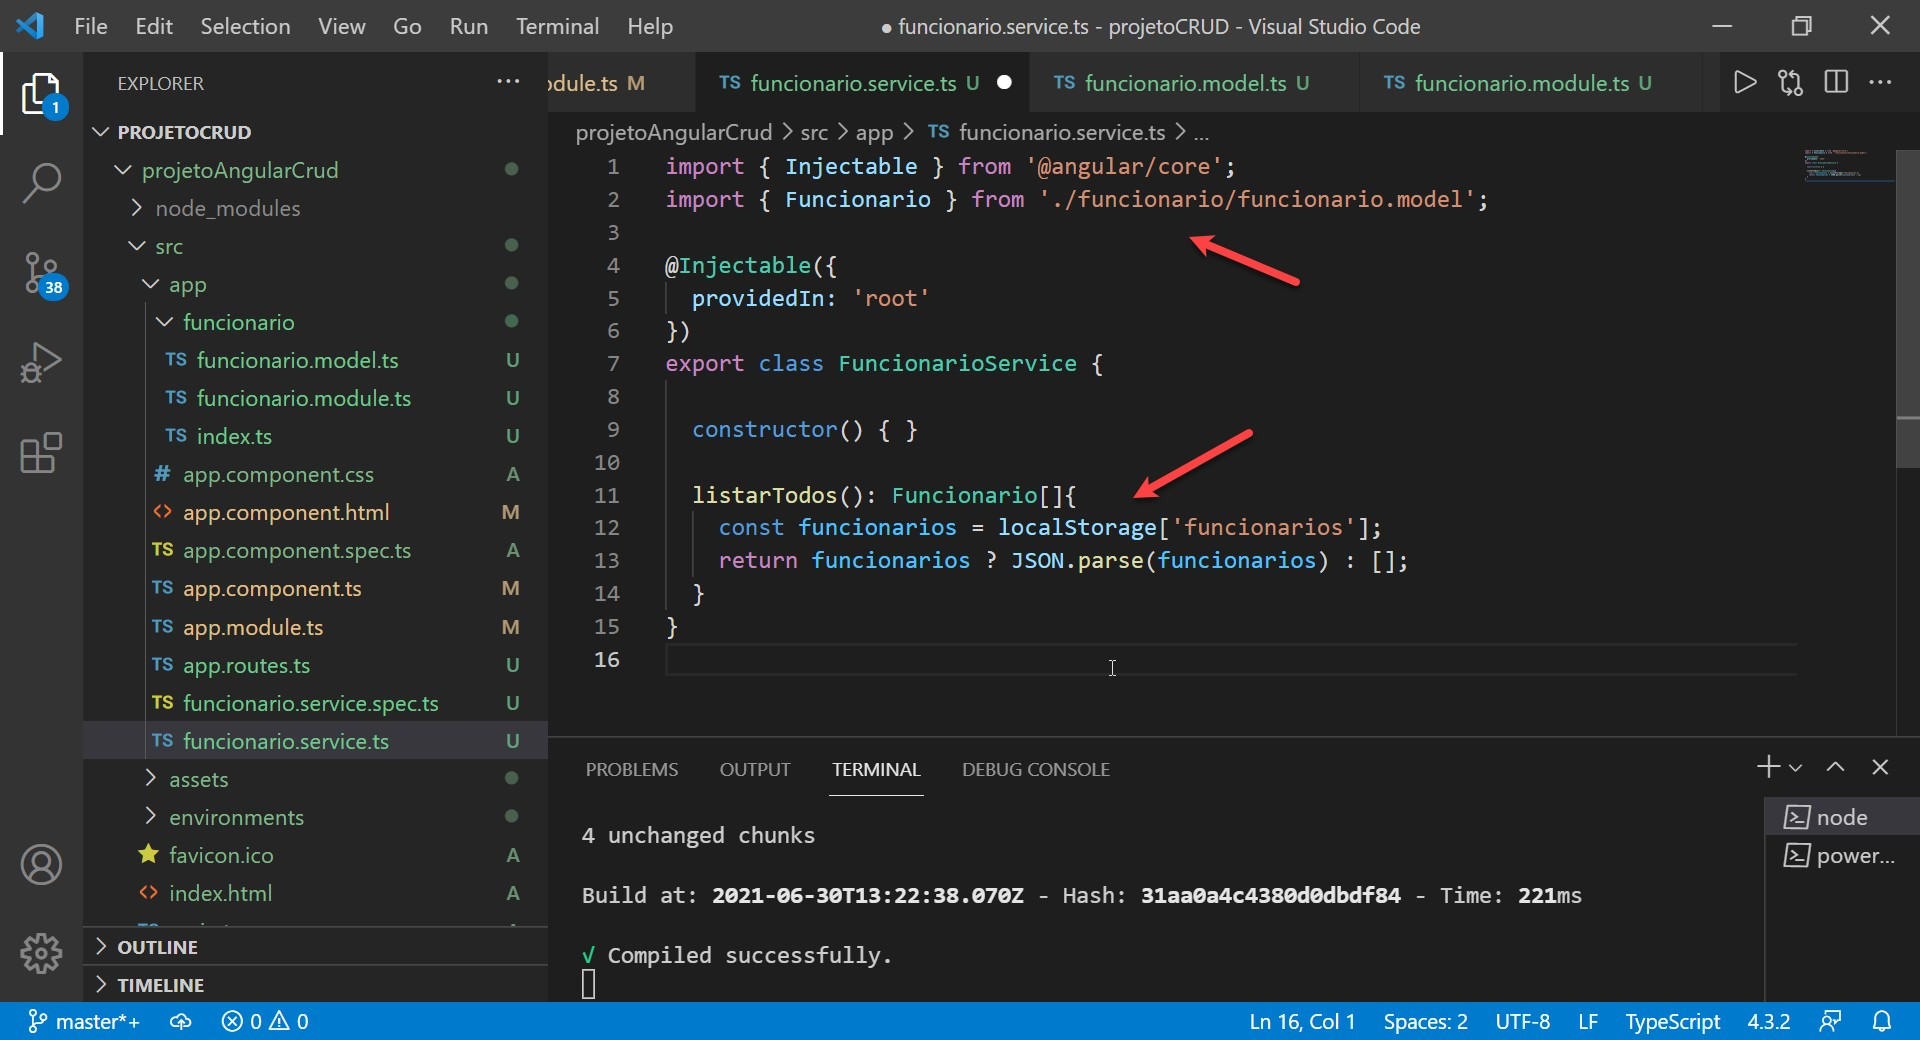 File Edit Selection View Go Run Terminal Help
● funcionario.service.ts - projetoCRUD - Visual Studio Code
EXPLORER ...
dule.ts M
TS funcionario.service.ts U
TS funcionario.model.ts U
TS funcionario.module.ts U
1
38
PROJETOCRUD
projetoAngularCrud
node_modules
src
app
funcionario
TS funcionario.model.ts U
TS funcionario.module.ts U
TS index.ts U
# app.component.css A
<> app.component.html M
TS app.component.spec.ts A
TS app.component.ts M
TS app.module.ts M
TS app.routes.ts U
TS funcionario.service.spec.ts U
TS funcionario.service.ts U
assets
environments
favicon.ico A
<> index.html A
OUTLINE
TIMELINE
projetoAngularCrud > src > app > TS funcionario.service.ts > ...
1 import { Injectable } from '@angular/core';
2 import { Funcionario } from './funcionario/funcionario.model';
3
4 @Injectable({
5 providedIn: 'root'
6 })
7 export class FuncionarioService {
8
9 constructor() { }
10
11 listarTodos(): Funcionario[]{
12 const funcionarios = localStorage['funcionarios'];
13 return funcionarios ? JSON.parse(funcionarios) : [];
14 }
15 }
16
PROBLEMS OUTPUT TERMINAL DEBUG CONSOLE
4 unchanged chunks
Build at: 2021-06-30T13:22:38.070Z - Hash: 31aa0a4c4380d0dbdf84 - Time: 221ms
√ Compiled successfully.
node
power...
master*+ 0 0 Ln 16, Col 1 Spaces: 2 UTF-8 LF TypeScript 4.3.2